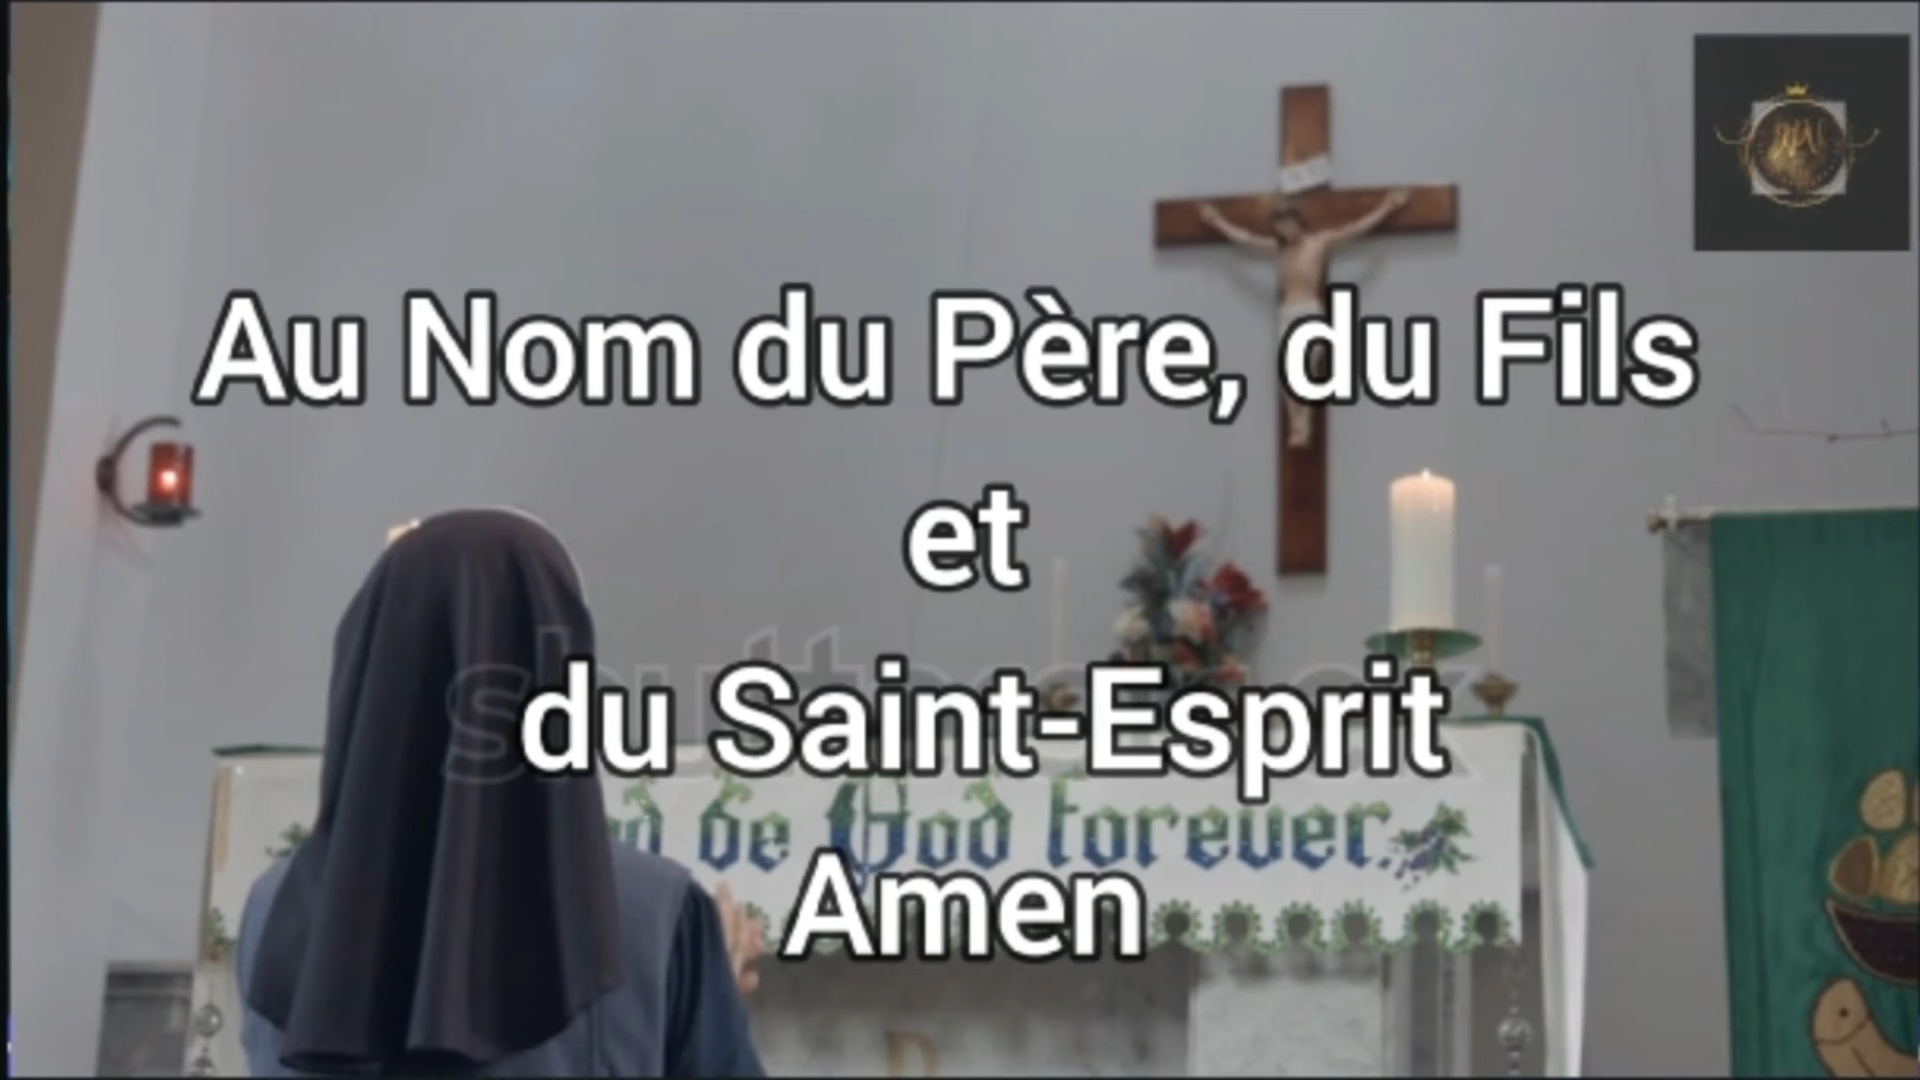 Au Nom du Père, du Fils
et
du Saint-Esprit
be God forever
Amen